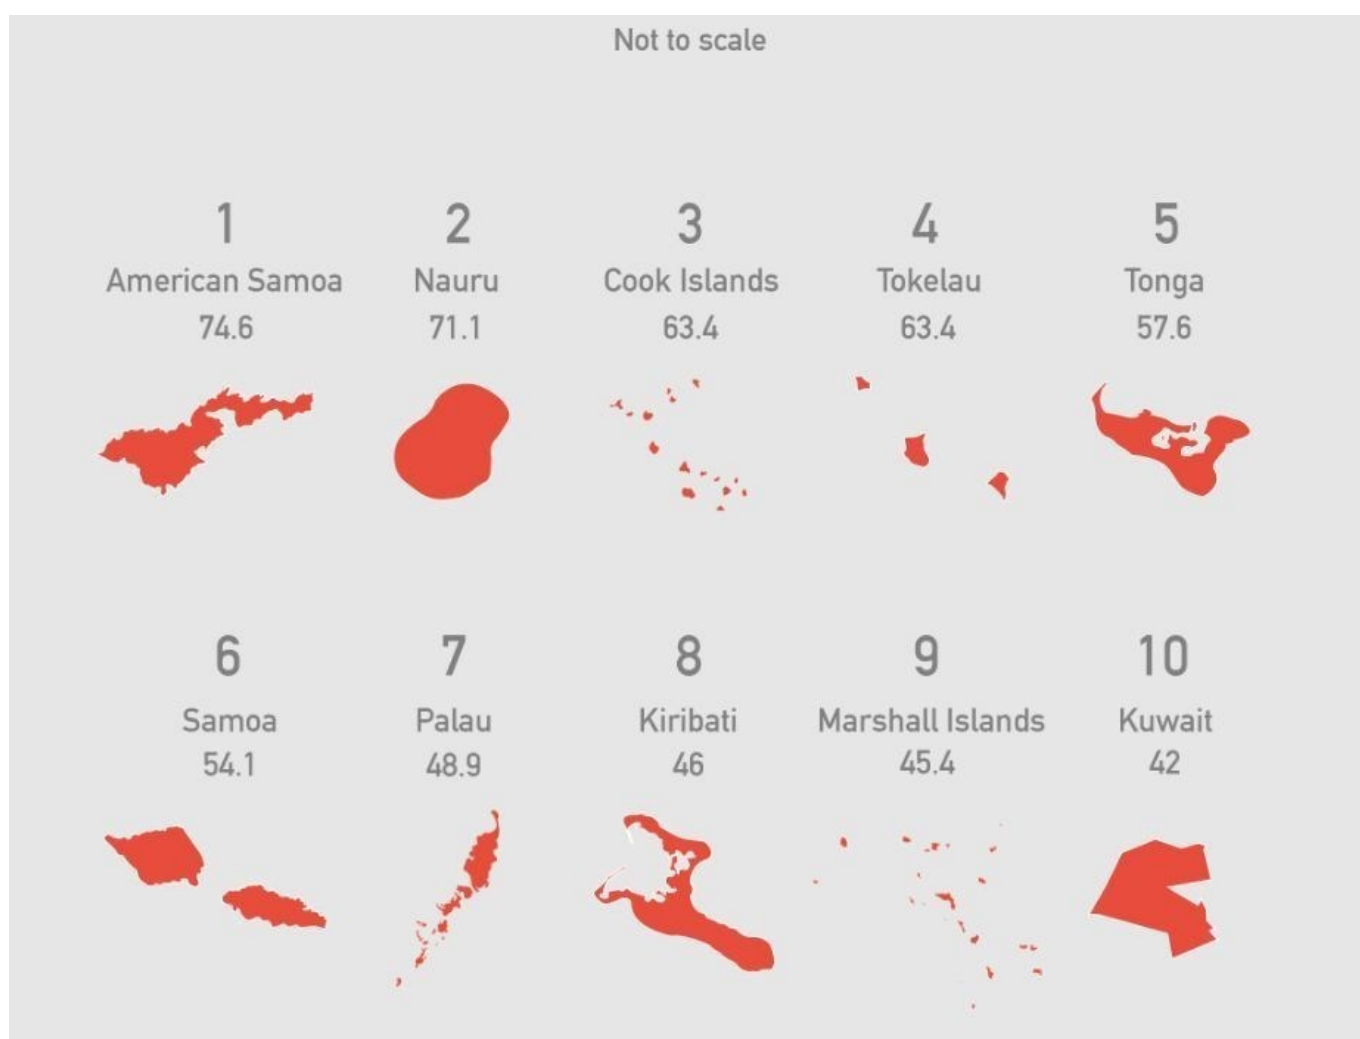 Not to scale
1 2 3 4 5
American Samoa Nauru Cook Islands Tokelau Tonga
74.6 71.1 63.4 63.4 57.6
6 7 8 9 10
Samoa Palau Kiribati Marshall Islands Kuwait
54.1 48.9 46 45.4 42